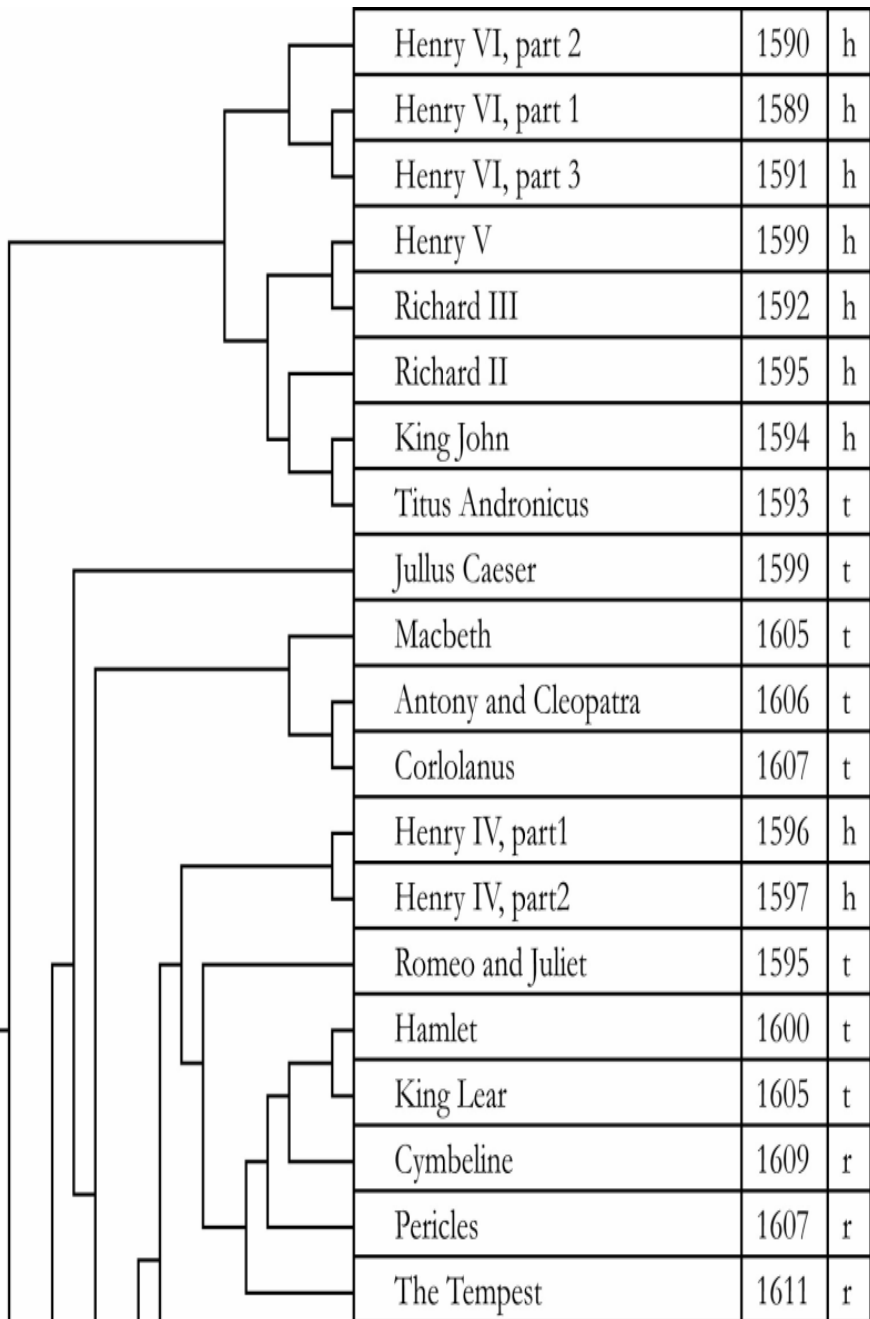 Henry VI, part 2 1590 h
Henry VI, part 1 1589 h
Henry VI, part 3 1591 h
Henry V 1599 h
Richard III 1592 h
Richard II 1595 h
King John 1594 h
Titus Andronicus 1593 t
Jullus Caeser 1599 t
Macbeth 1605 t
Antony and Cleopatra 1606 t
Corlolanus 1607 t
Henry IV, part1 1596 h
Henry IV, part2 1597 h
Romeo and Juliet 1595 t
Hamlet 1600 t
King Lear 1605 t
Cymbeline 1609 r
Pericles 1607 r
The Tempest 1611 r